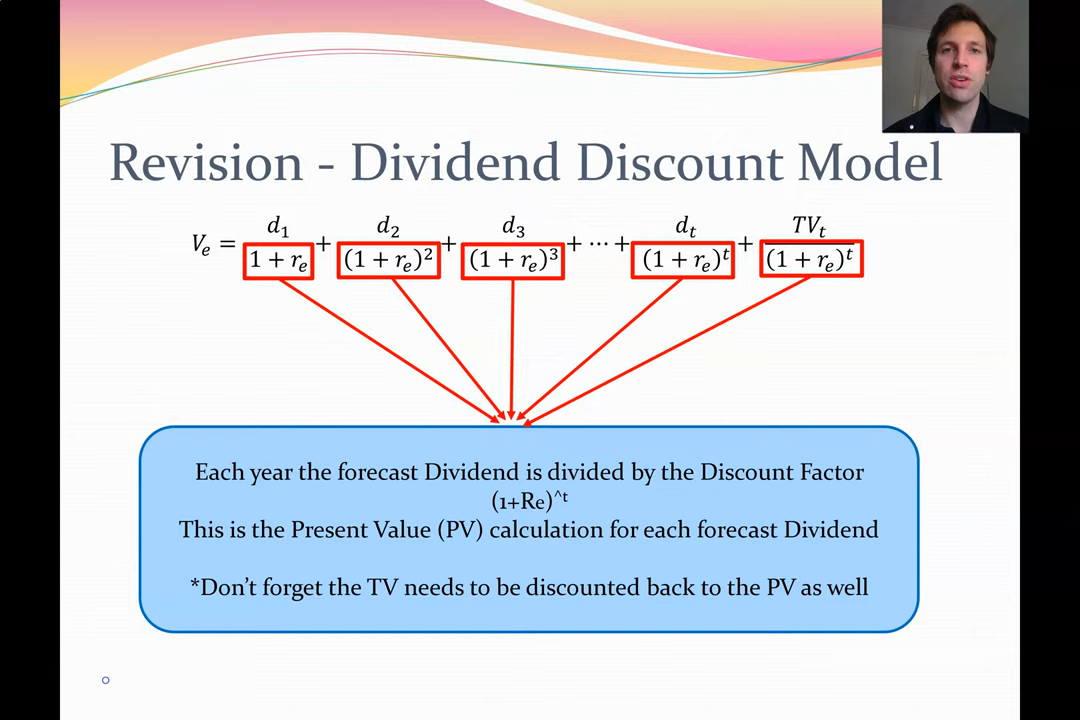 Revision - Dividend Discount Model
Vₑ = d₁/(1 + rₑ) + d₂/(1 + rₑ)² + d₃/(1 + rₑ)³ + ⋯ + dₜ/(1 + rₑ)ᵗ + TVₜ/(1 + rₑ)ᵗ
Each year the forecast Dividend is divided by the Discount Factor
(1+Re)^t
This is the Present Value (PV) calculation for each forecast Dividend
*Don't forget the TV needs to be discounted back to the PV as well